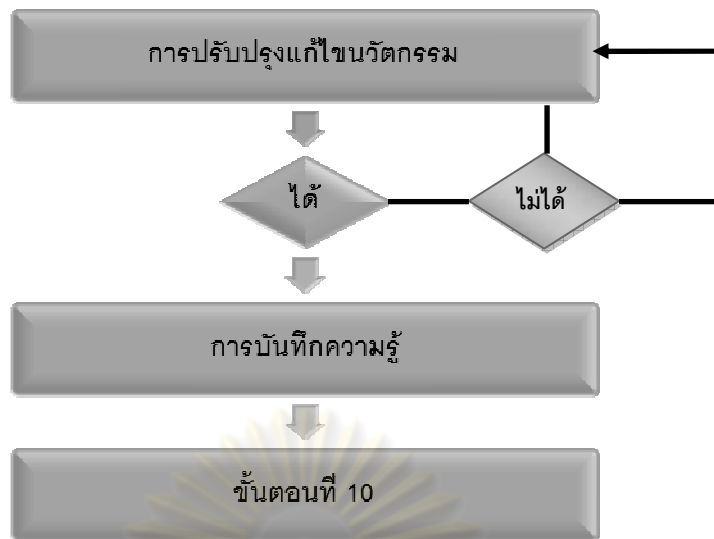 การปรับปรุงแก้ไขนวัตกรรม
ได้
ไม่ได้
การบันทึกความรู้
ขั้นตอนที่ 10